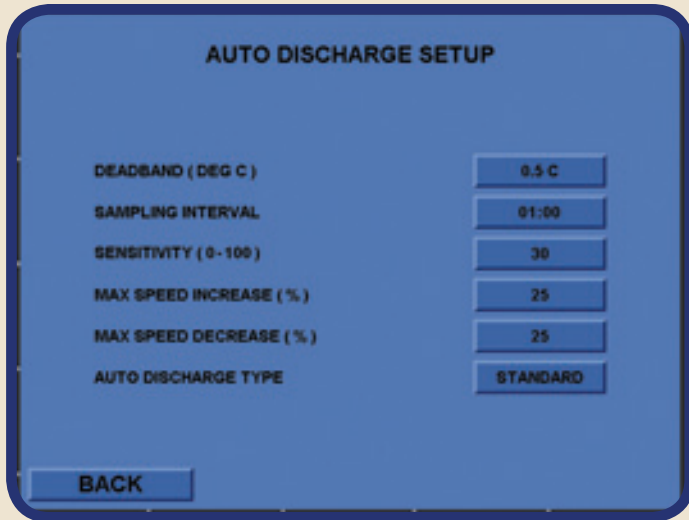 AUTO DISCHARGE SETUP
DEADBAND ( DEG C ) 0.5 C
SAMPLING INTERVAL 01:00
SENSITIVITY ( 0-100 ) 30
MAX SPEED INCREASE ( % ) 25
MAX SPEED DECREASE ( % ) 25
AUTO DISCHARGE TYPE STANDARD
BACK